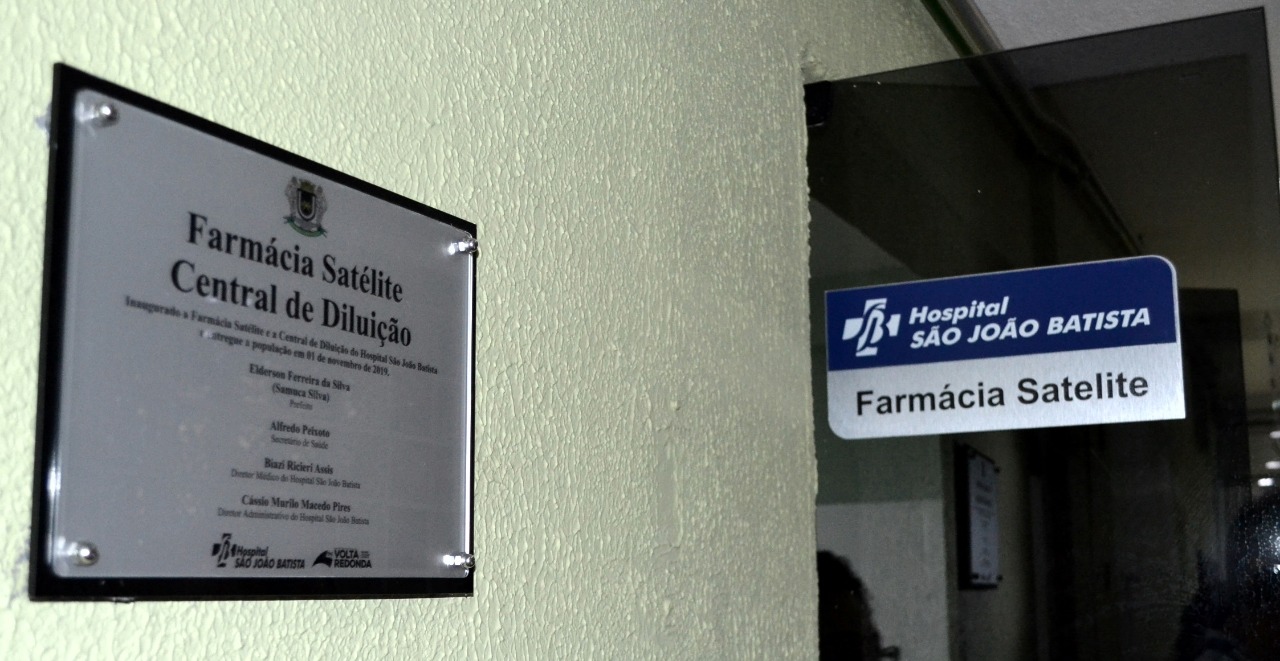 Farmácia Satélite
Central de Diluição
Inaugurado a Farmácia Satélite e a Central de Diluição do Hospital São João Batista
e entregue a população em 01 de novembro de 2019.
Elderson Ferreira da Silva
(Samuca Silva)
Prefeito
Alfredo Peixoto
Secretário de Saúde
Biazi Ricieri Assis
Diretor Médico do Hospital São João Batista
Cássio Murilo Macedo Pires
Diretor Administrativo do Hospital São João Batista
Hospital
SÃO JOÃO BATISTA
VOLTA
REDONDA
Hospital
SÃO JOÃO BATISTA
Farmácia Satelite